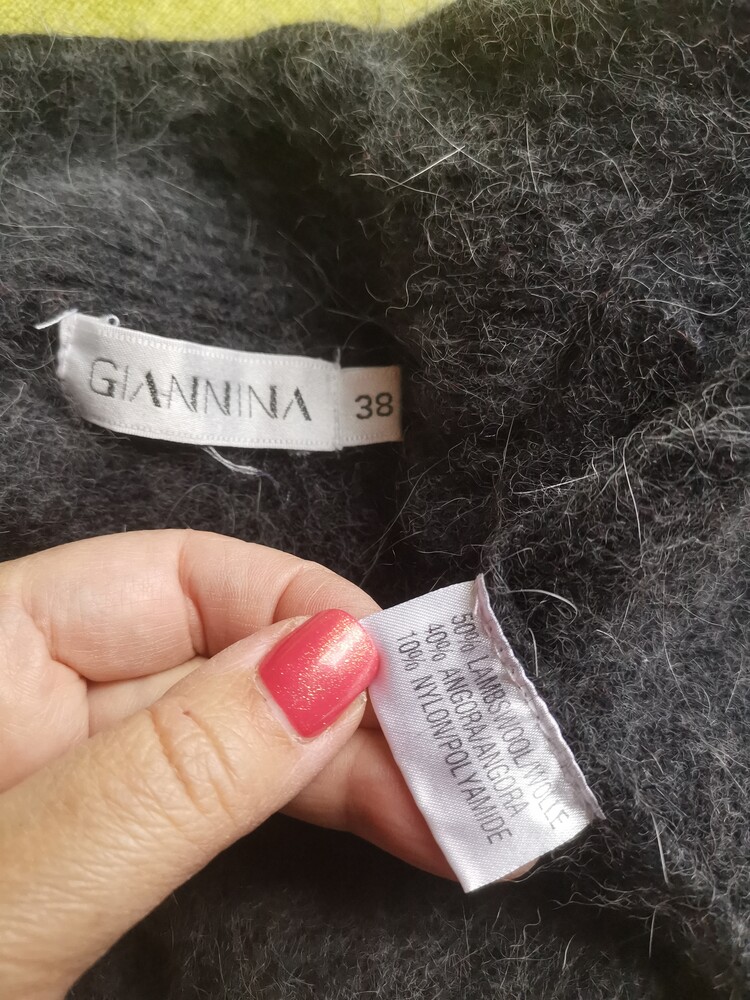 GIANNINA
38
50% LAMBSWOOL/WOLLE
40% ANGORA/ANGORA
10% NYLON/POLYAMIDE